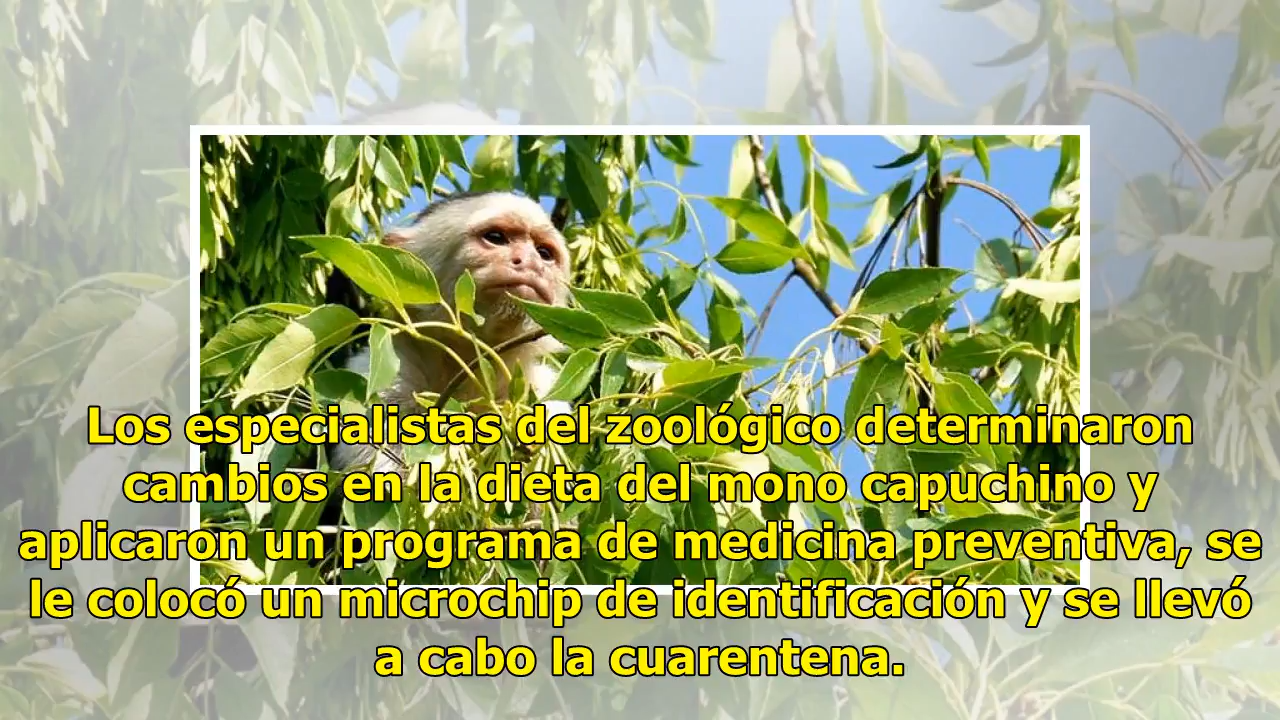 Los especialistas del zoológico determinaron
cambios en la dieta del mono capuchino y
aplicaron un programa de medicina preventiva, se
le colocó un microchip de identificación y se llevó
a cabo la cuarentena.